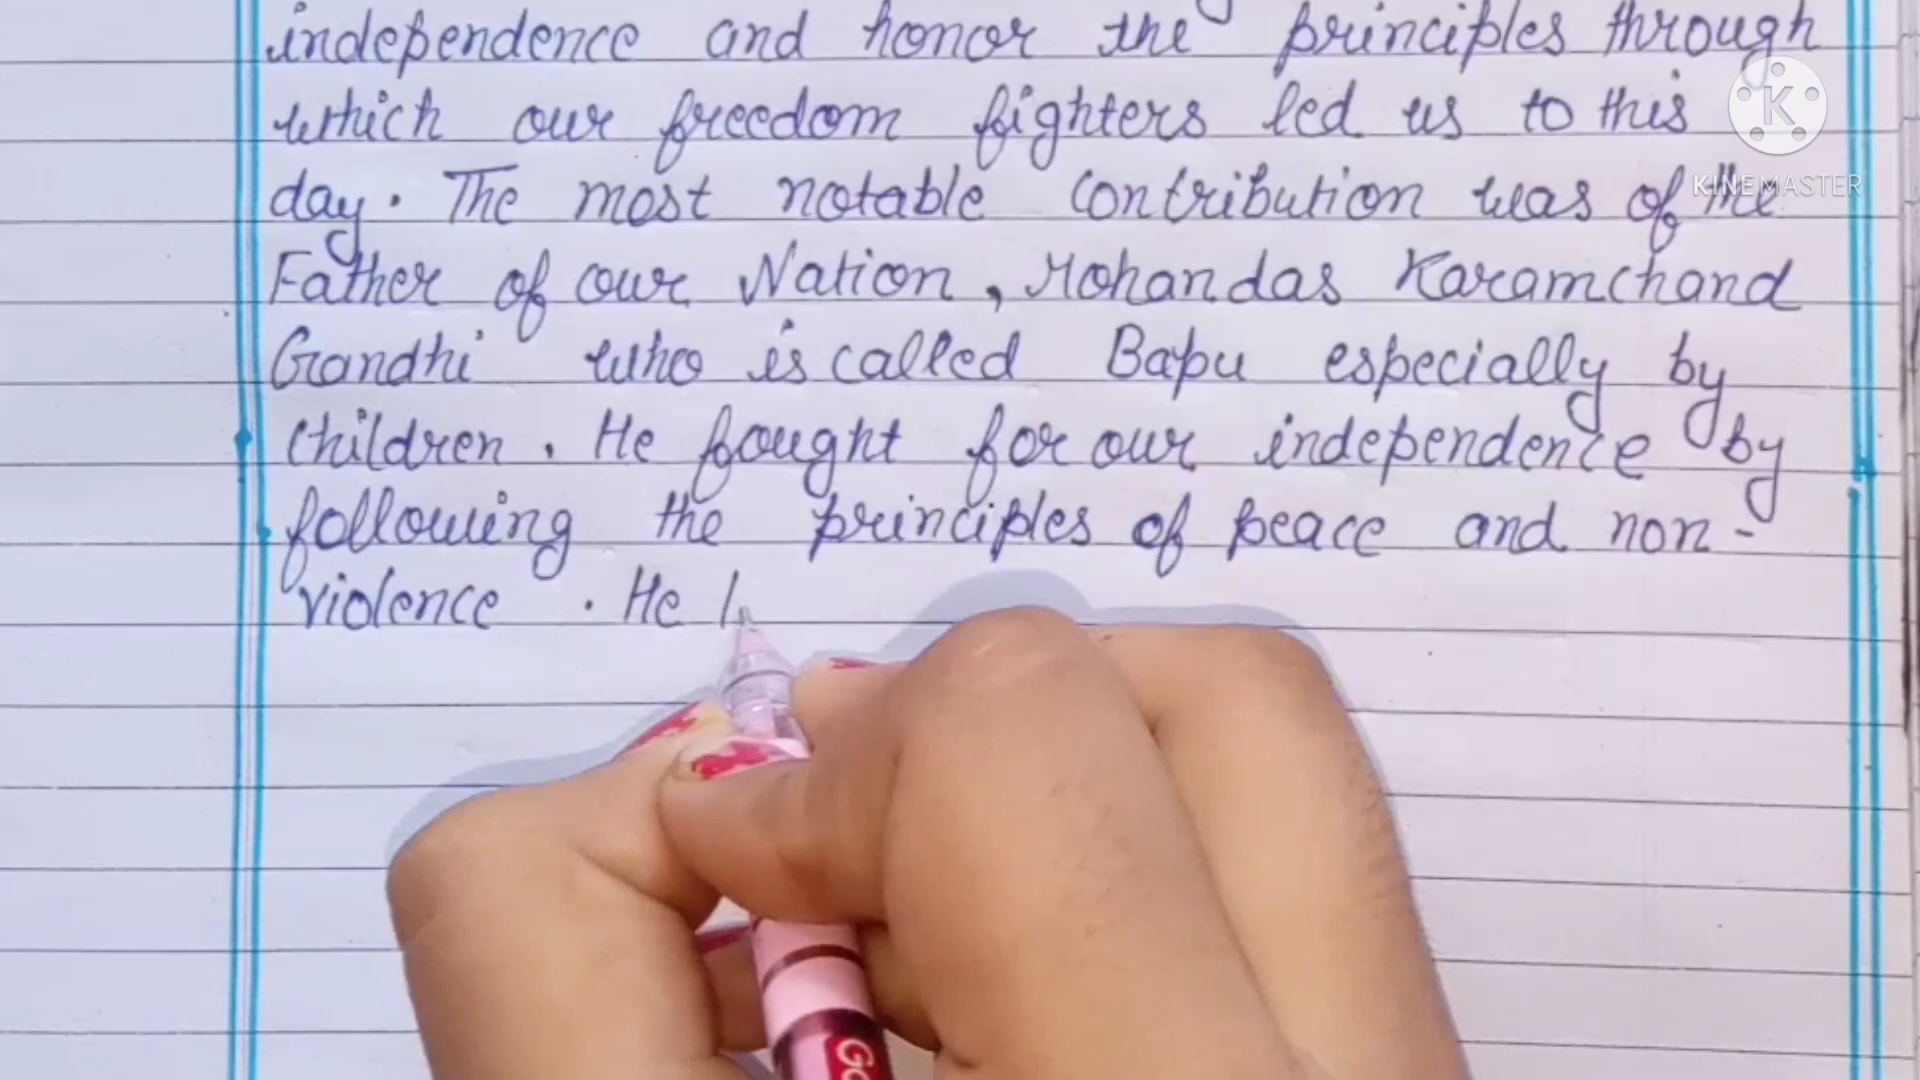 independence and honor the principles through
which our freedom fighters led us to this
day. The most notable contribution was of the
Father of our Nation, Mohandas Karamchand
Gandhi who is called Bapu especially by
children. He fought for our independence by
following the principles of peace and non-
violence. He
K
KINEMASTER